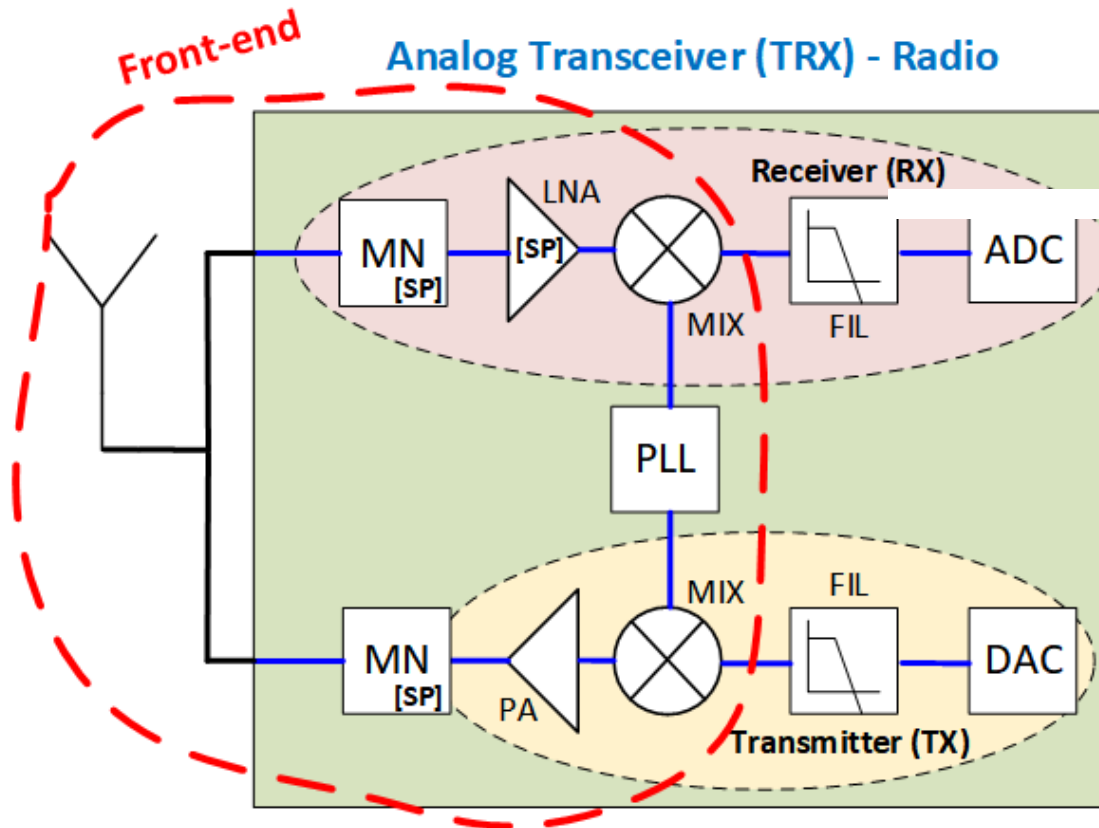 Front-end
Analog Transceiver (TRX) - Radio
Receiver (RX)
LNA
MN
[SP]
[SP]
ADC
MIX
FIL
PLL
MIX
FIL
MN
[SP]
DAC
PA
Transmitter (TX)